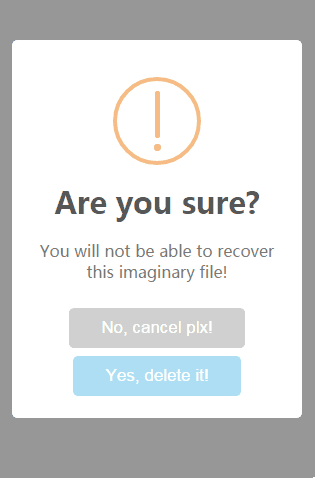 Are you sure?
You will not be able to recover
this imaginary file!
No, cancel plx!
Yes, delete it!